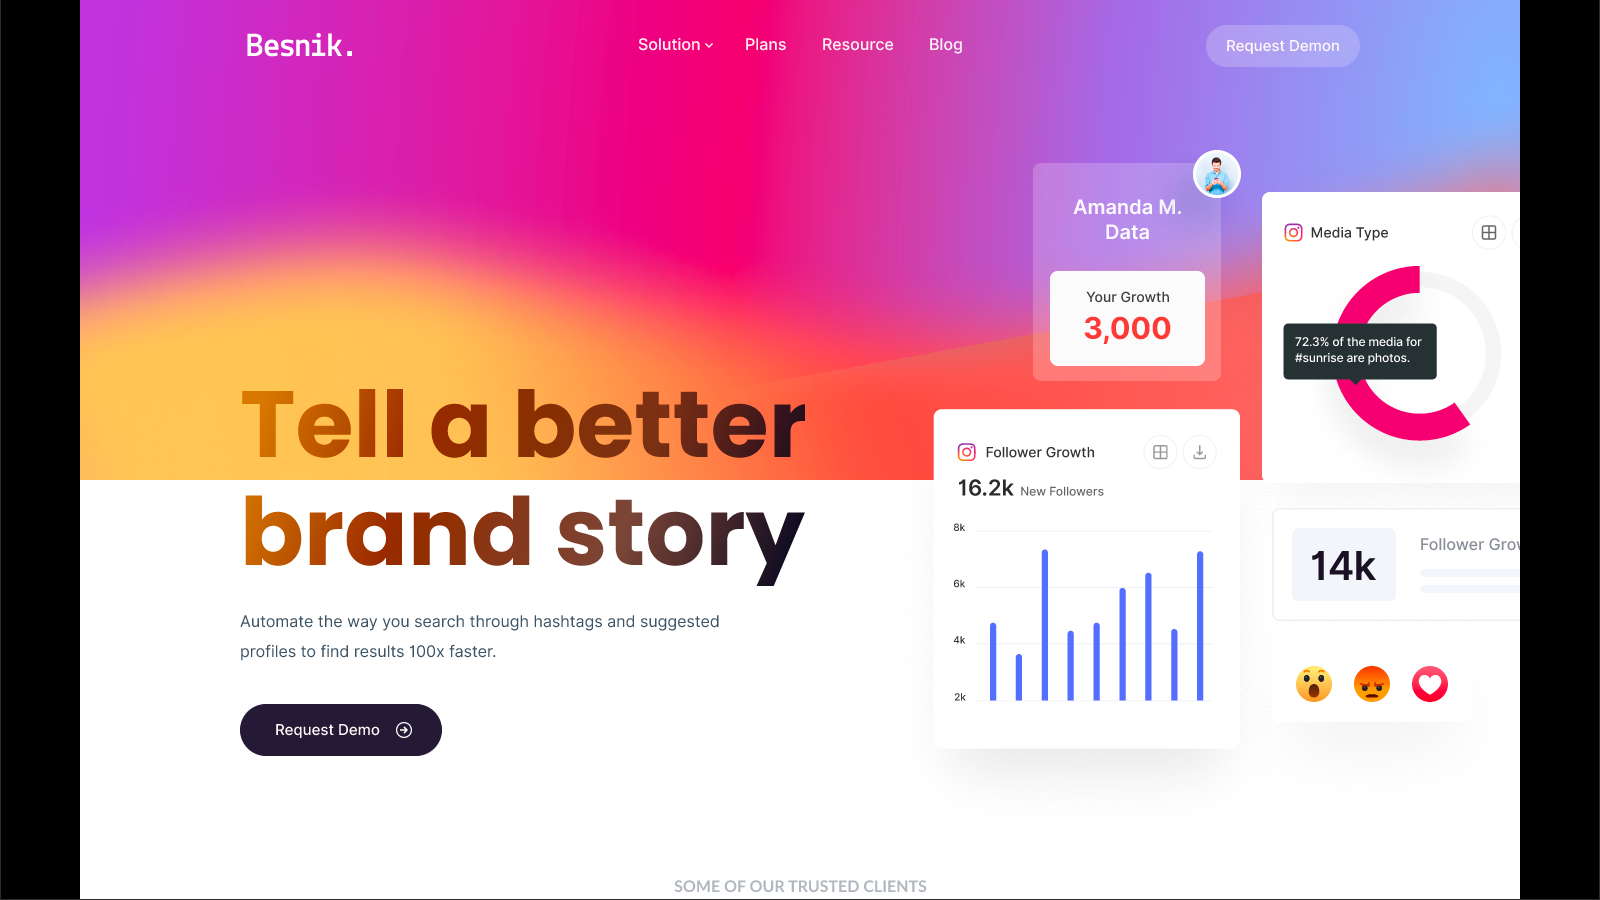 Besnik.
Solution
Plans
Resource
Blog
Request Demon
Tell a better
brand story
Automate the way you search through hashtags and suggested
profiles to find results 100x faster.
Request Demo
Amanda M.
Data
Your Growth
3,000
Media Type
72.3% of the media for
#sunrise are photos.
Follower Growth
16.2k New Followers
8k
6k
4k
2k
14k
Follower Grow
SOME OF OUR TRUSTED CLIENTS